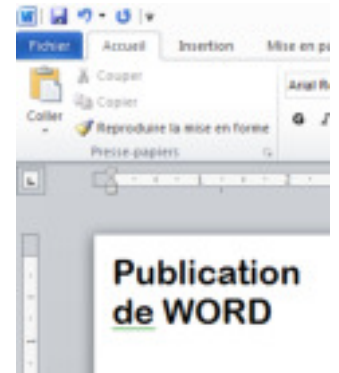 Fichier Accueil Insertion Mise en pa
Couper
Copier
Coller
Reproduire la mise en forme
Presse-papiers
Arial R
G I
Publication
de WORD